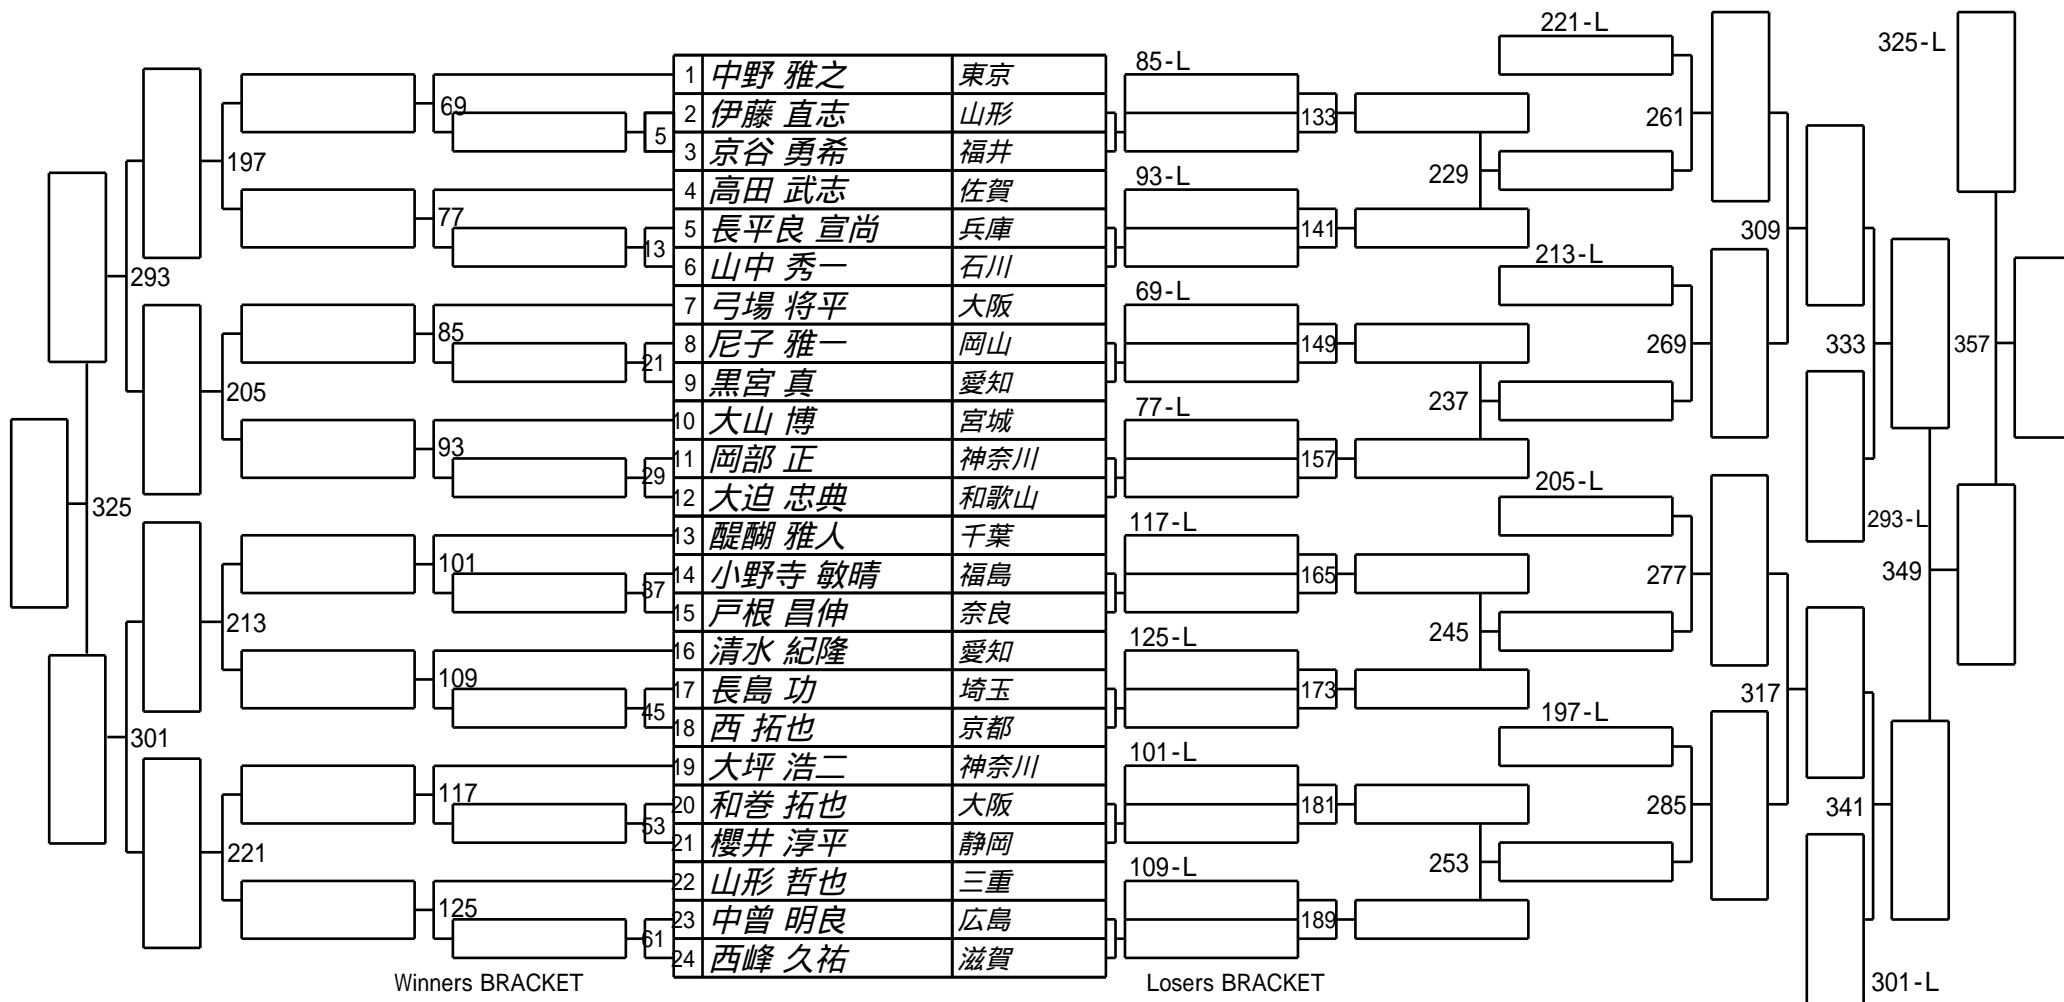 221-L
325-L
1 中野 雅之 東京 85-L
69 2 伊藤 直志 山形 133 261
5 3 京谷 勇希 福井
197 4 高田 武志 佐賀 93-L 229
77 5 長平良 宣尚 兵庫 141 309
13 6 山中 秀一 石川 213-L
293 7 弓場 将平 大阪 69-L
85 8 尼子 雅一 岡山 149 269 333 357
21 9 黒宮 真 愛知
205 10 大山 博 宮城 77-L 237
93 11 岡部 正 神奈川 157
29 12 大迫 忠典 和歌山 205-L
325 13 醍醐 雅人 千葉 117-L 293-L
101 14 小野寺 敏晴 福島 165 277 349
37 15 戸根 昌伸 奈良
213 16 清水 紀隆 愛知 125-L 245
109 17 長島 功 埼玉 173 317
45 18 西 拓也 京都 197-L
301 19 大坪 浩二 神奈川 101-L
117 20 和巻 拓也 大阪 181 285 341
53 21 櫻井 淳平 静岡
221 22 山形 哲也 三重 109-L 253
125 23 中曽 明良 広島 189
61 24 西峰 久祐 滋賀
Winners BRACKET Losers BRACKET 301-L